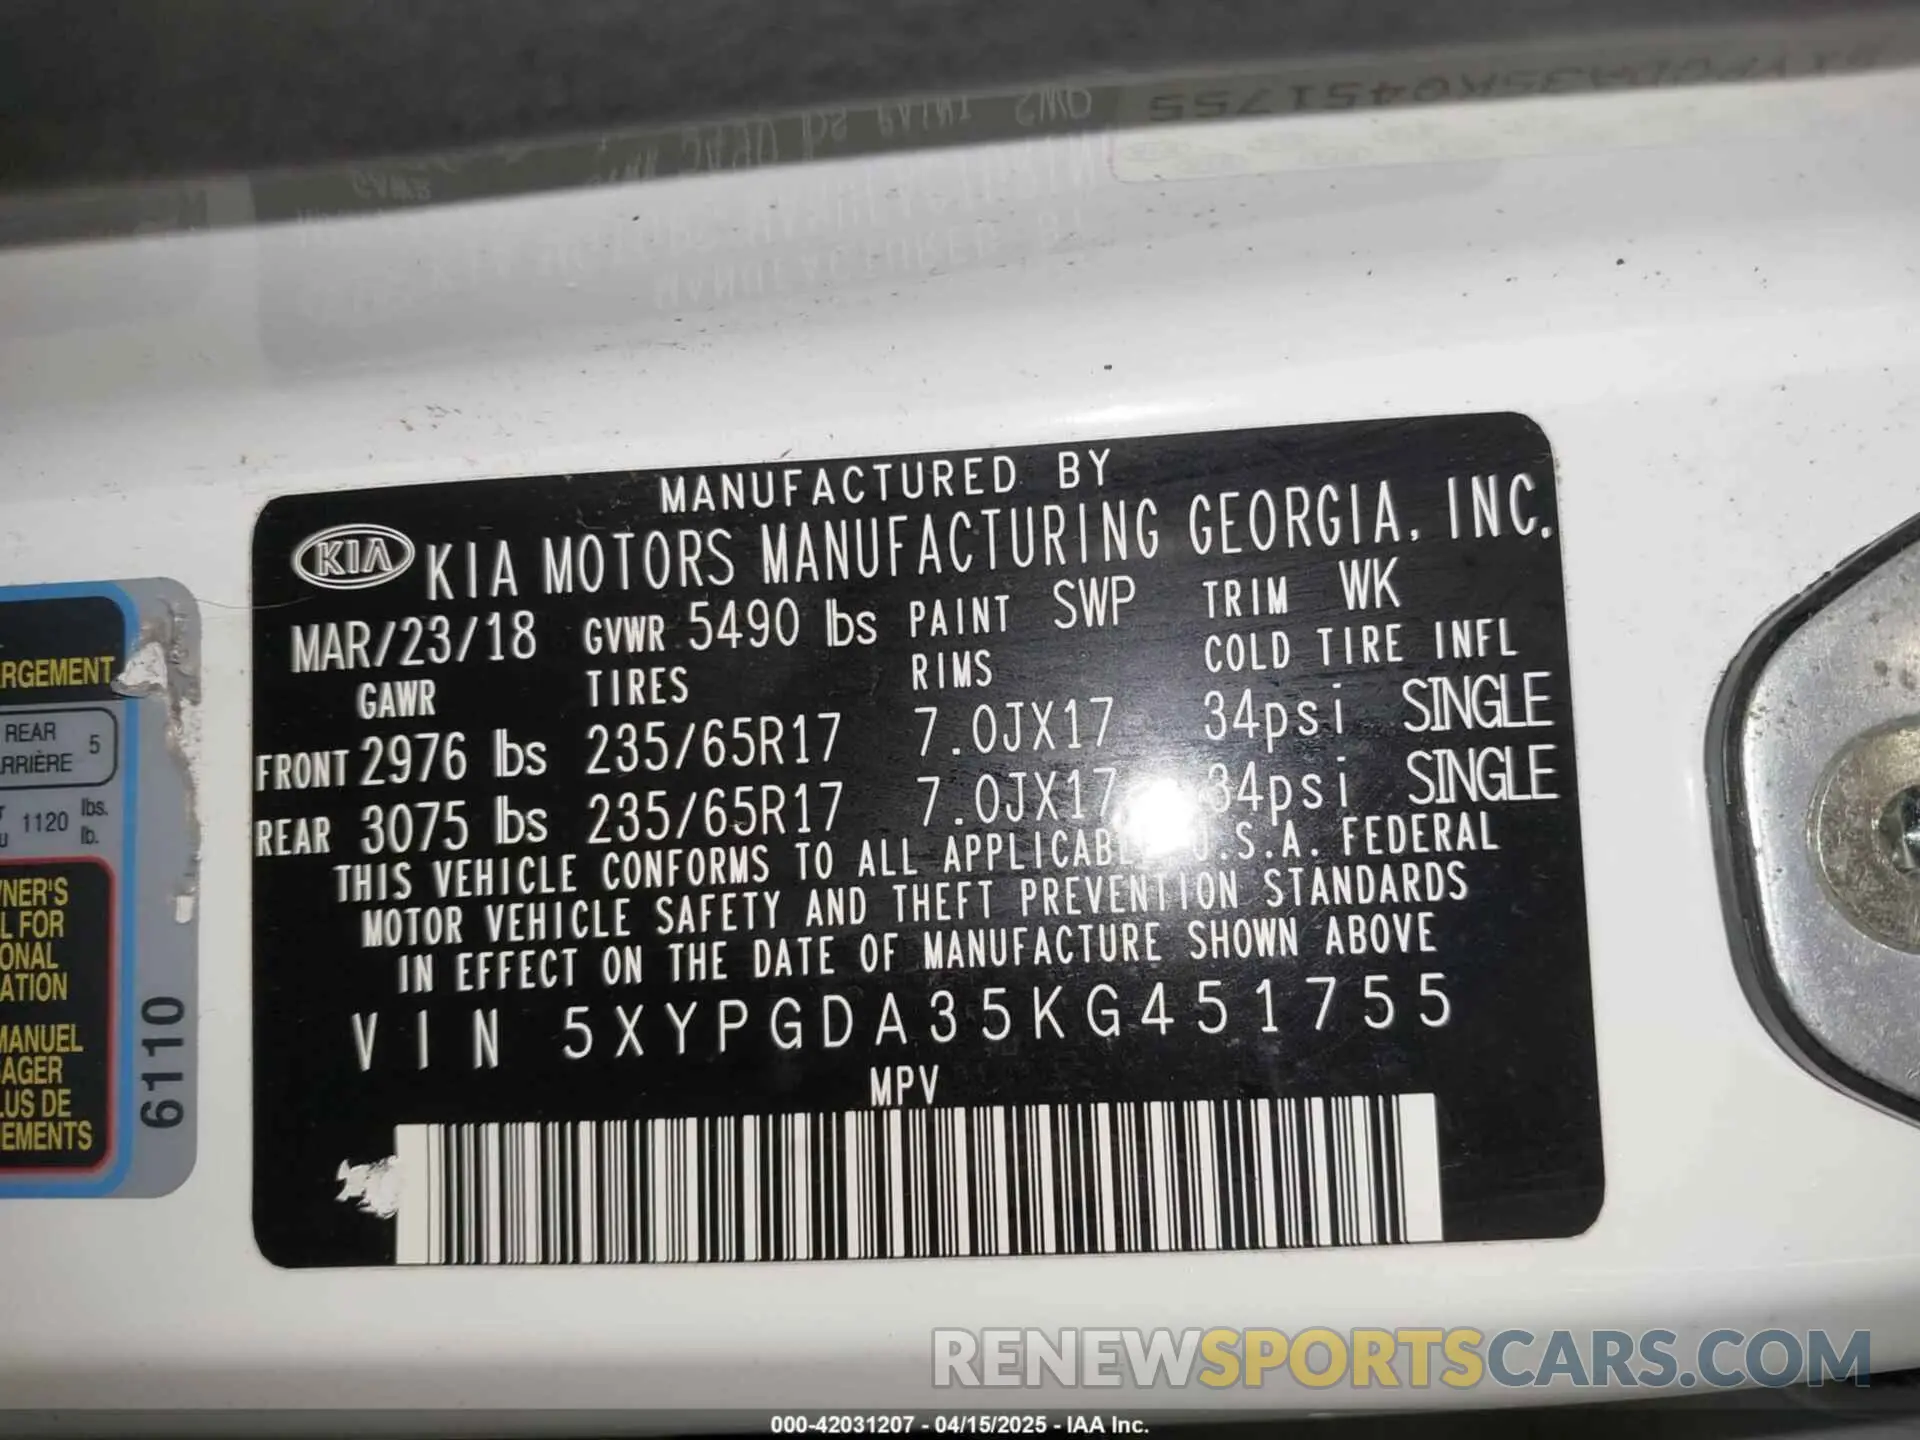 MANUFACTURED BY
KIA KIA MOTORS MANUFACTURING GEORGIA, INC.
MAR/23/18 GVWR 5490 lbs PAINT SWP TRIM WK
GAWR TIRES RIMS COLD TIRE INFL
FRONT 2976 lbs 235/65R17 7.0JX17 34psi SINGLE
REAR 3075 lbs 235/65R17 7.0JX17 34psi SINGLE
THIS VEHICLE CONFORMS TO ALL APPLICABL U.S.A. FEDERAL
MOTOR VEHICLE SAFETY AND THEFT PREVENTION STANDARDS
IN EFFECT ON THE DATE OF MANUFACTURE SHOWN ABOVE
VIN 5XYPGDA35KG451755
MPV
RGEMENT
REAR
RRIÈRE 5
1120 lbs.
lb.
NER'S
L FOR
ONAL
ATION
MANUEL
AGER
LUS DE
EMENTS
6110
RENEWSPORTSCARS.COM
000-42031207 - 04/15/2025 - IAA Inc.